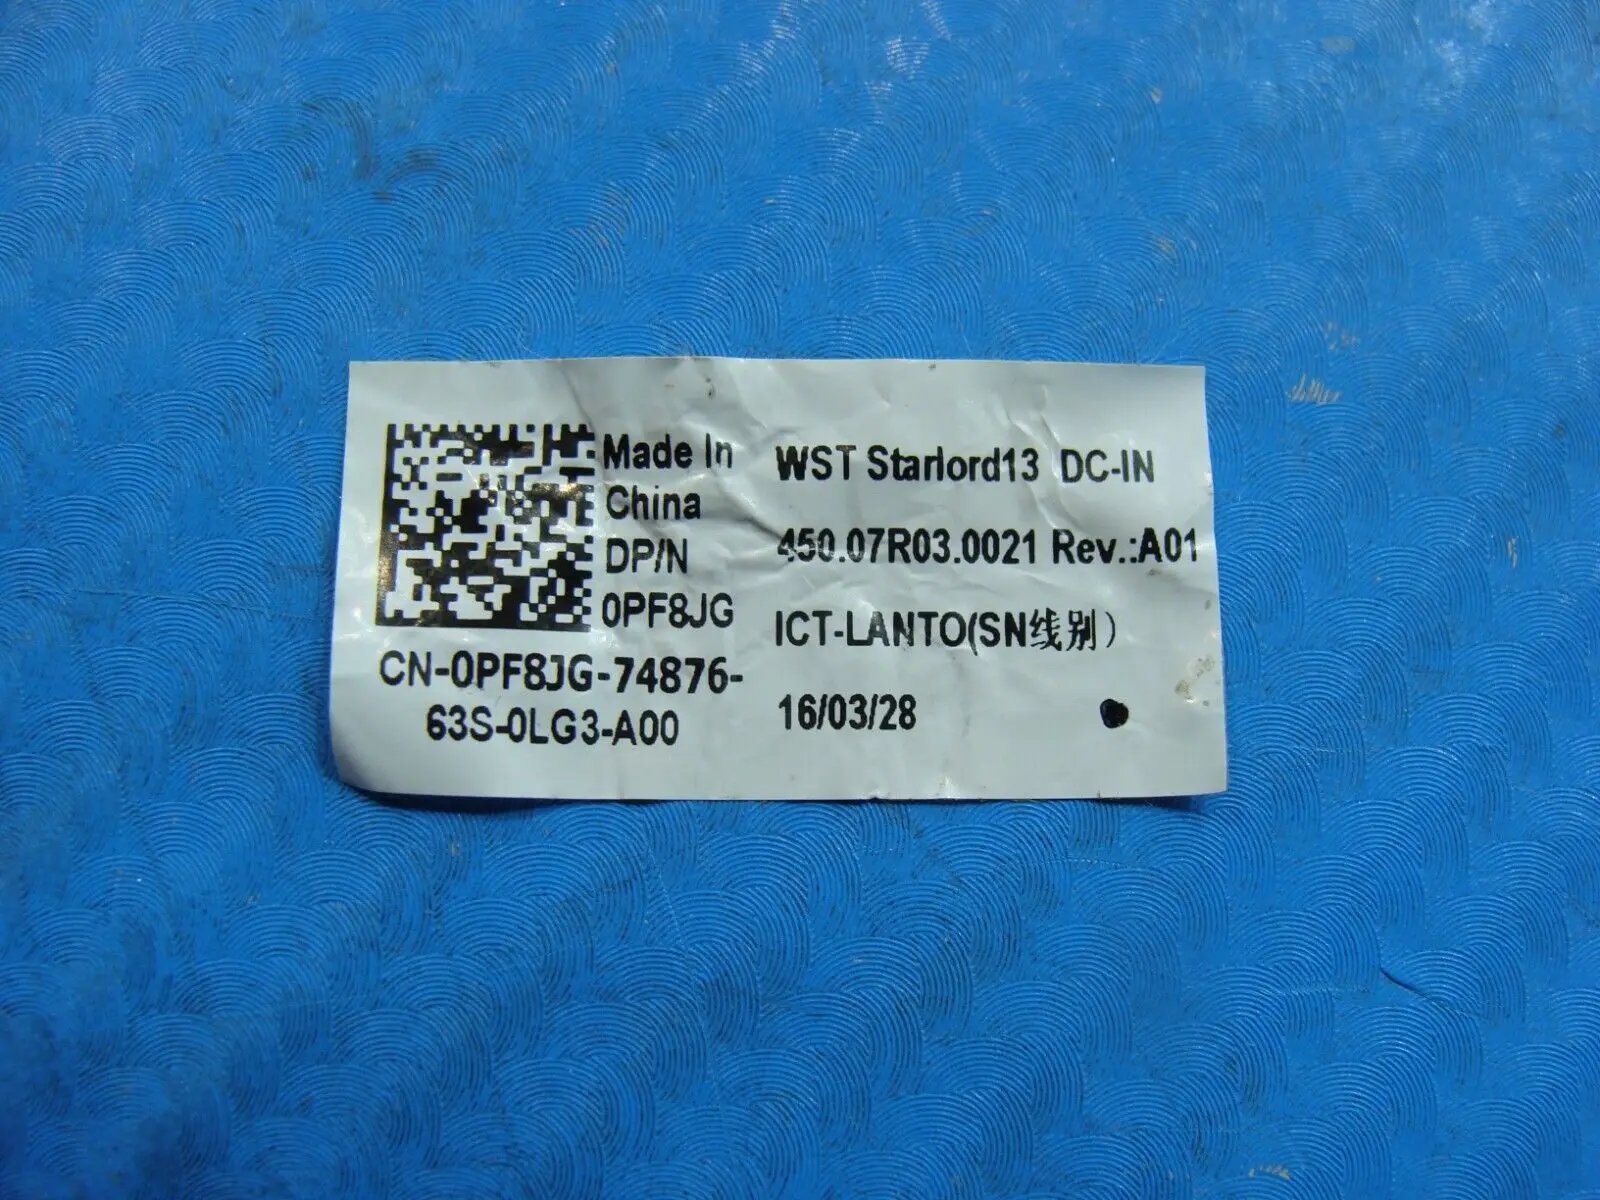 Made In
China
DP/N
0PF8JG
CN-0PF8JG-74876-
63S-0LG3-A00
WST Starlord13 DC-IN
450.07R03.0021 Rev.:A01
ICT-LANTO(SN线别）
16/03/28